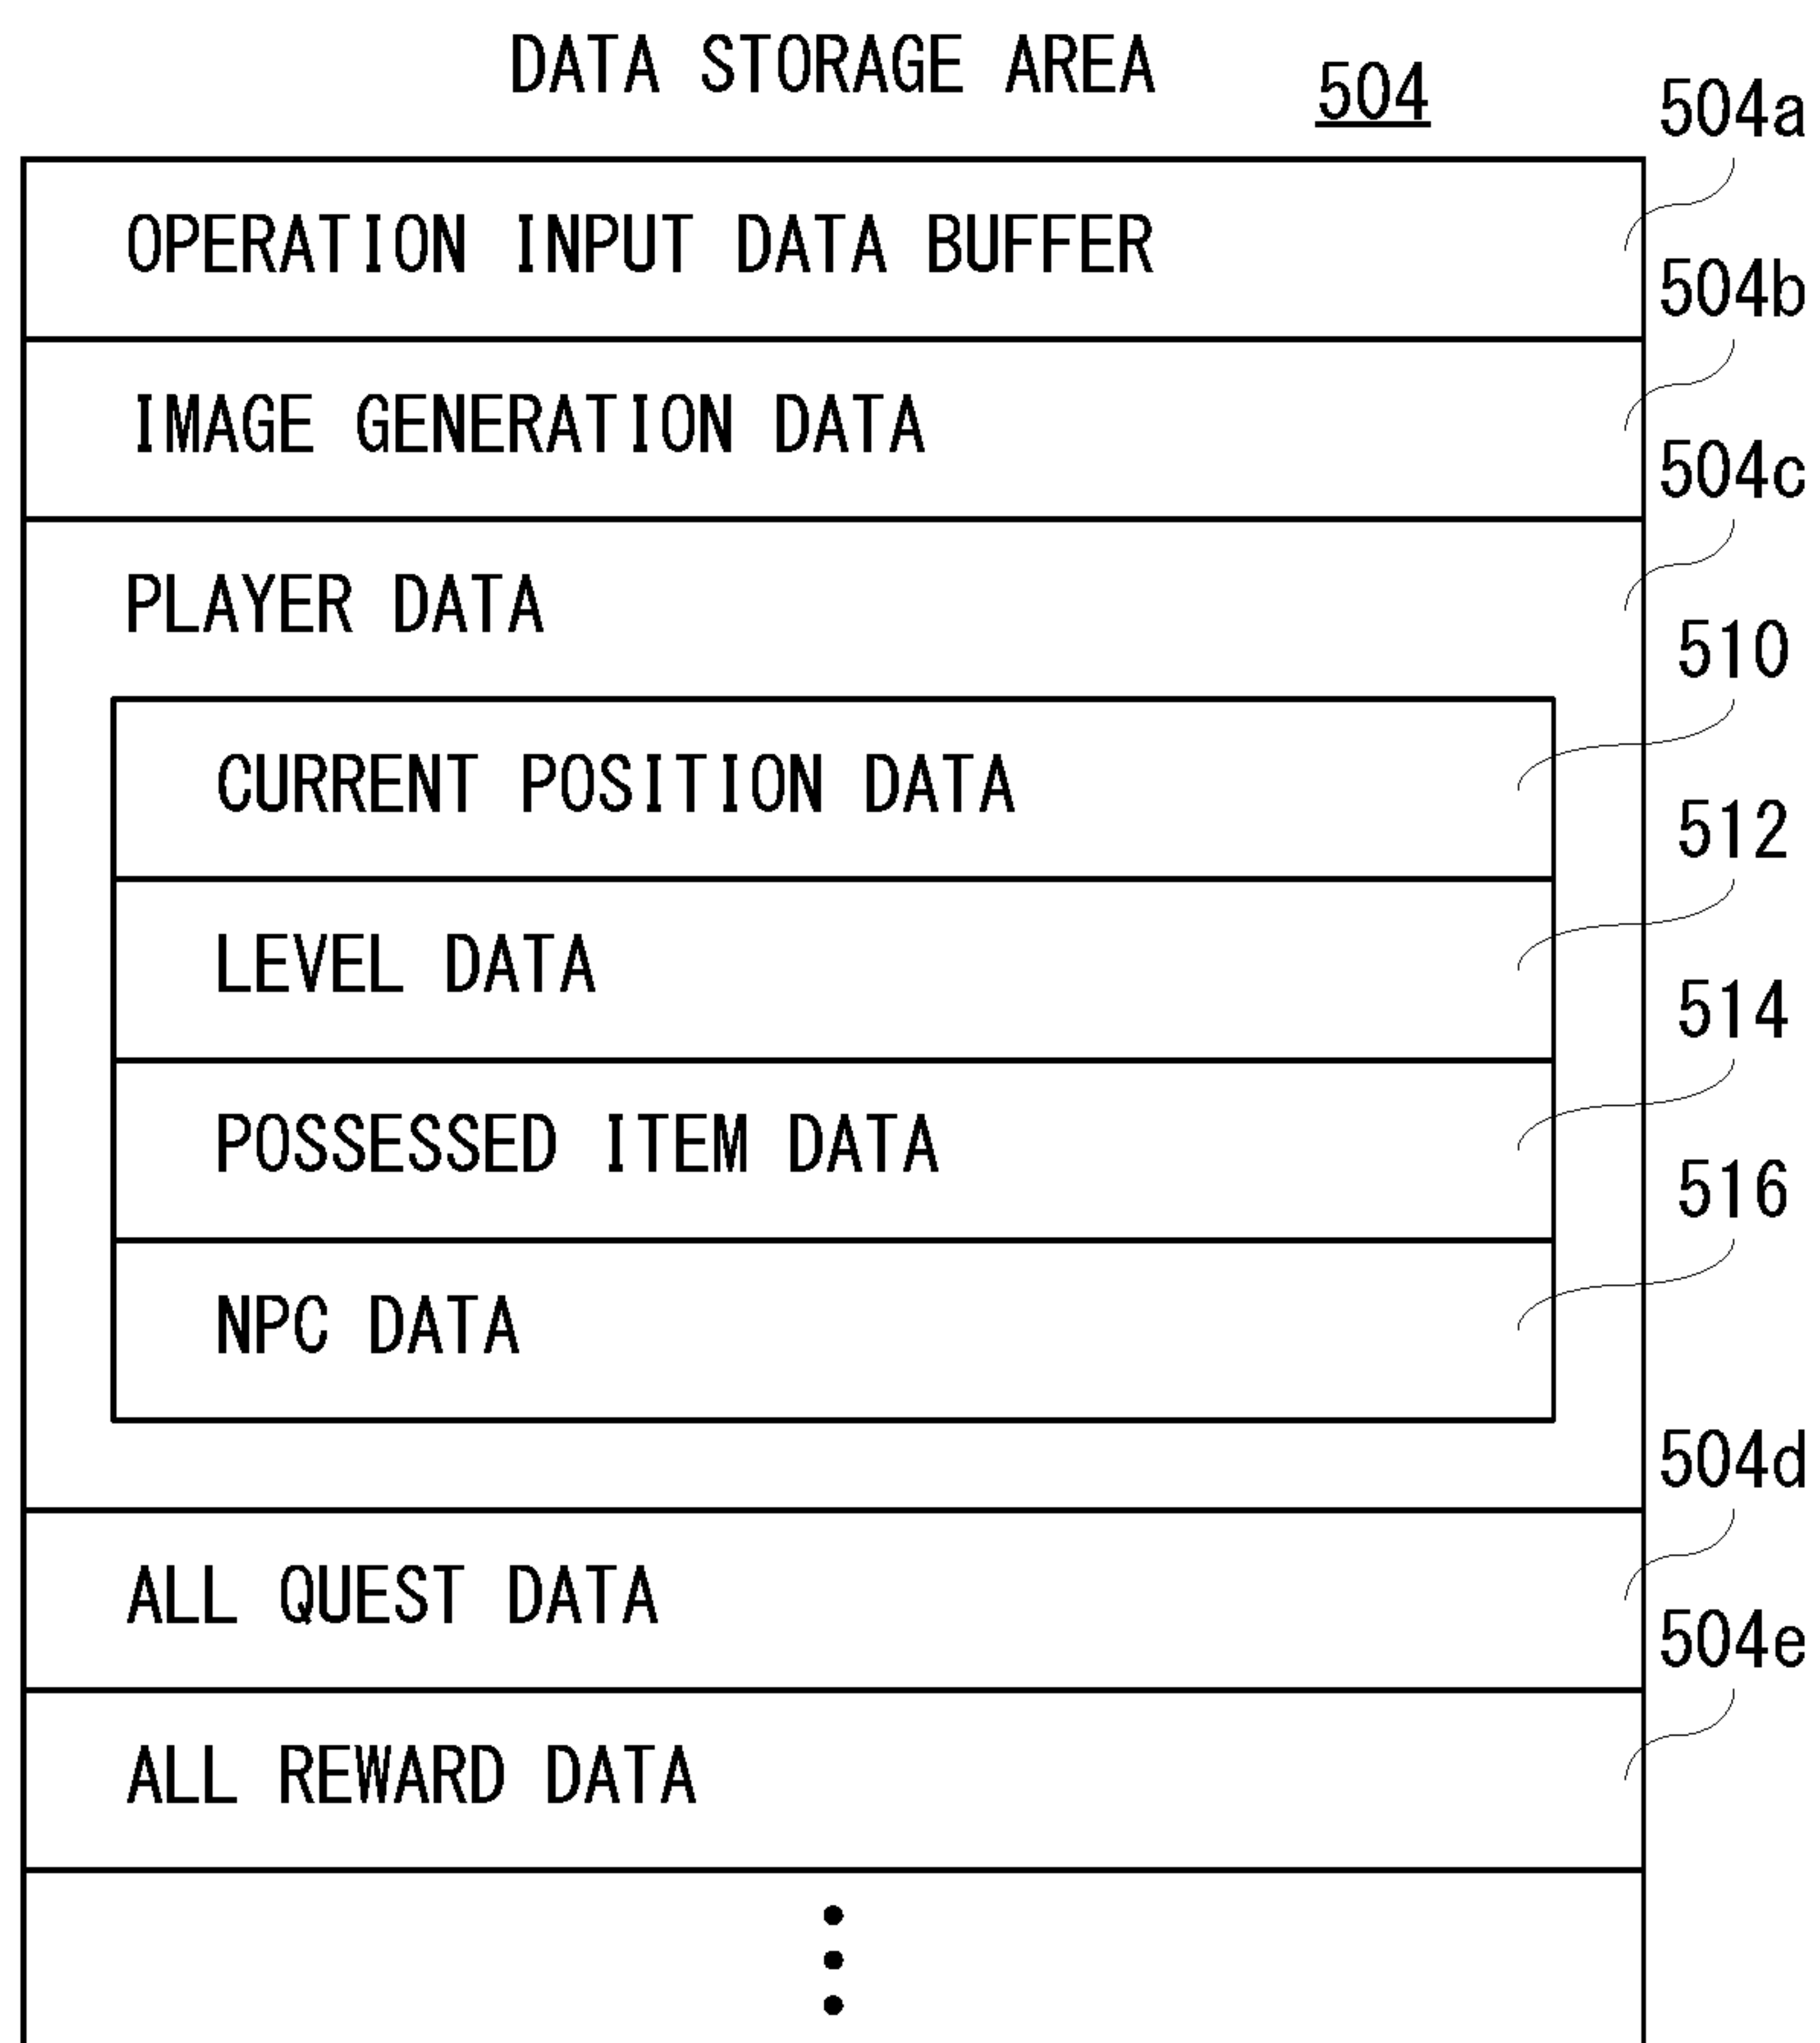 DATA STORAGE AREA 504
504a
OPERATION INPUT DATA BUFFER
504b
IMAGE GENERATION DATA
504c
PLAYER DATA
510
CURRENT POSITION DATA
512
LEVEL DATA
514
POSSESSED ITEM DATA
516
NPC DATA
504d
ALL QUEST DATA
504e
ALL REWARD DATA